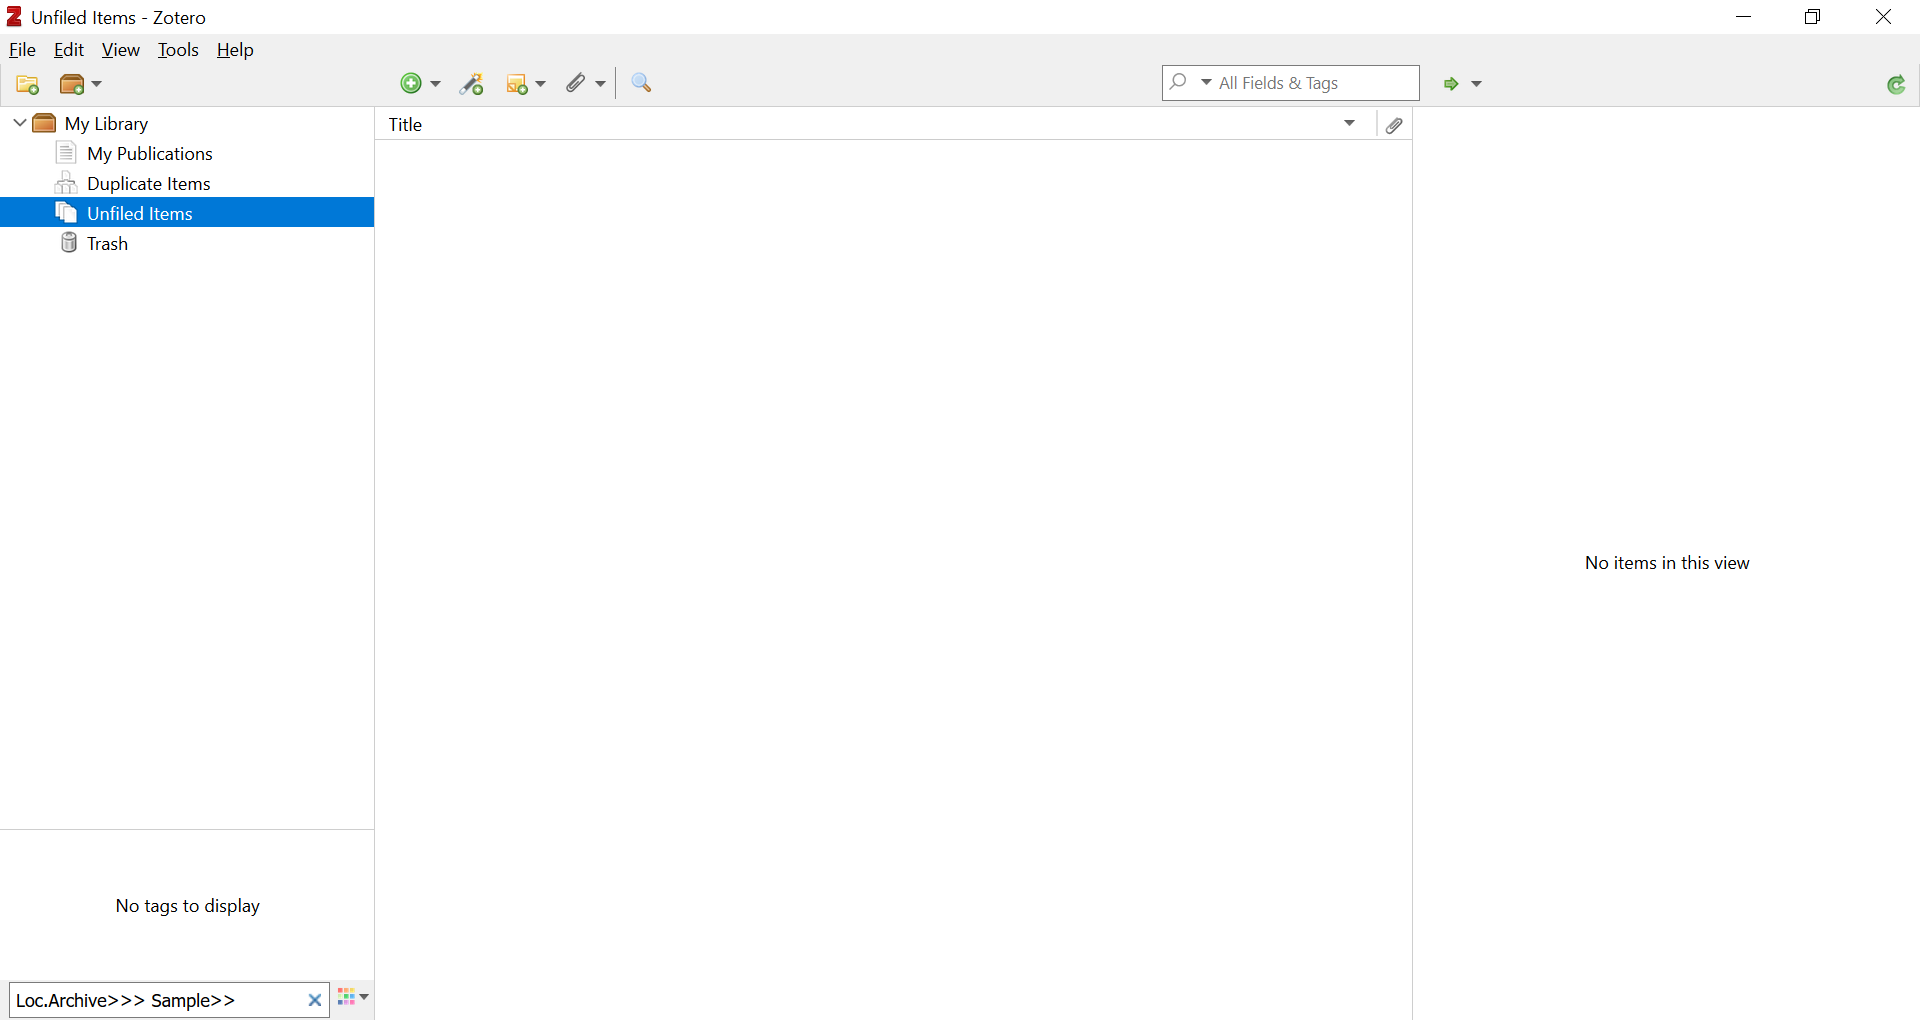 Unfiled Items - Zotero
File Edit View Tools Help
All Fields & Tags
My Library
Title
My Publications
Duplicate Items
Unfiled Items
Trash
No items in this view
No tags to display
Loc.Archive>>> Sample>>